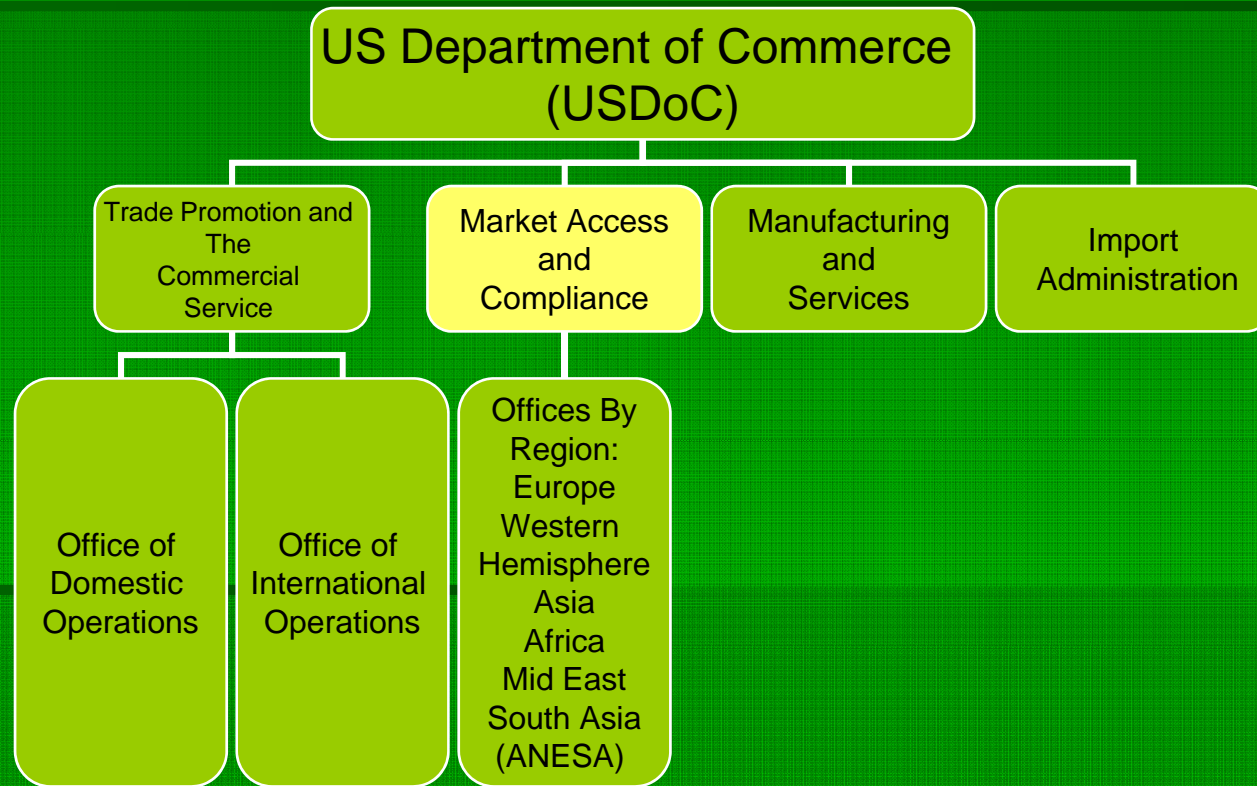 US Department of Commerce
(USDoC)
Trade Promotion and
The
Commercial
Service
Market Access
and
Compliance
Manufacturing
and
Services
Import
Administration
Office of
Domestic
Operations
Office of
International
Operations
Offices By
Region:
Europe
Western
Hemisphere
Asia
Africa
Mid East
South Asia
(ANESA)